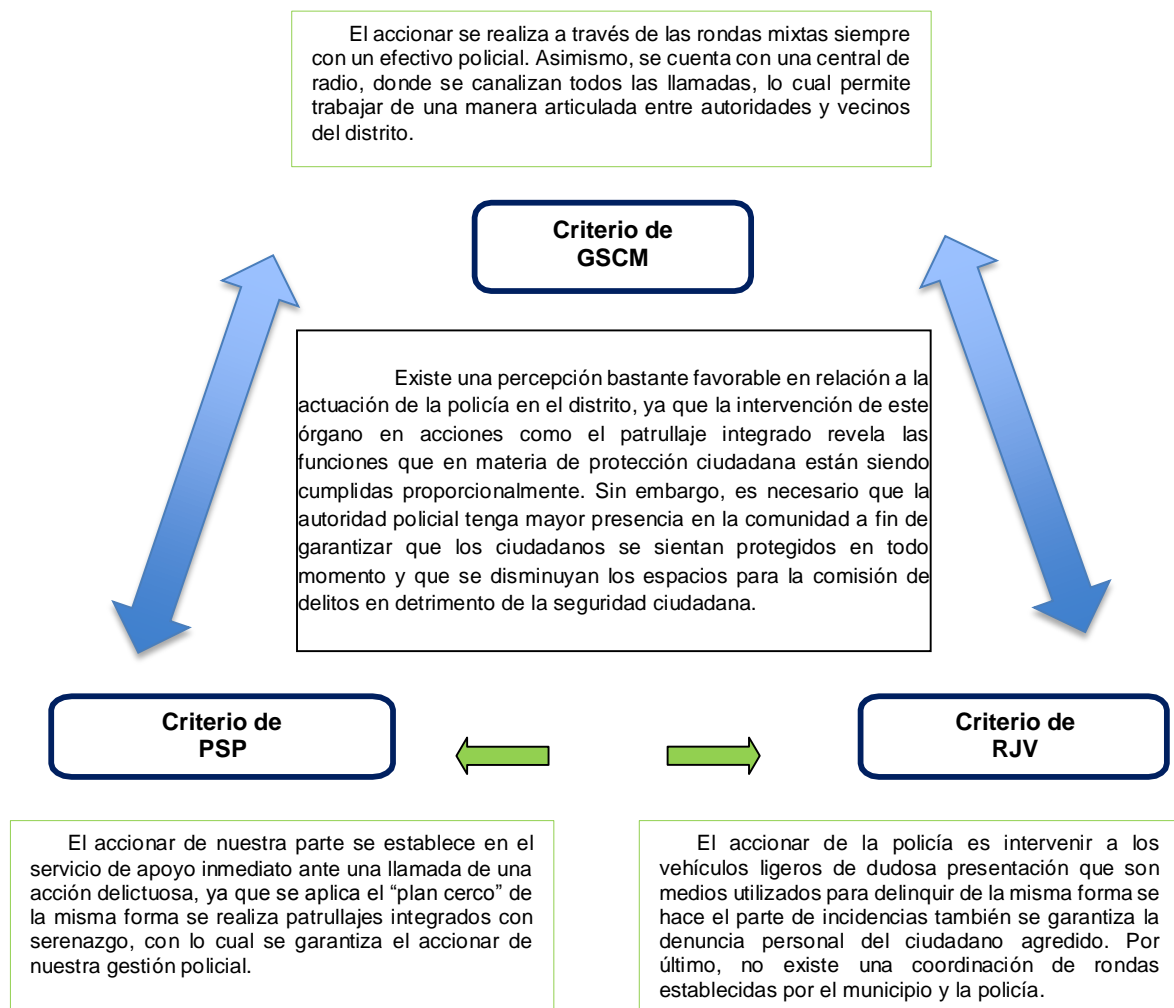 El accionar se realiza a través de las rondas mixtas siempre
con un efectivo policial. Asimismo, se cuenta con una central de
radio, donde se canalizan todos las llamadas, lo cual permite
trabajar de una manera articulada entre autoridades y vecinos
del distrito.
Criterio de
GSCM
Existe una percepción bastante favorable en relación a la
actuación de la policía en el distrito, ya que la intervención de este
órgano en acciones como el patrullaje integrado revela las
funciones que en materia de protección ciudadana están siendo
cumplidas proporcionalmente. Sin embargo, es necesario que la
autoridad policial tenga mayor presencia en la comunidad a fin de
garantizar que los ciudadanos se sientan protegidos en todo
momento y que se disminuyan los espacios para la comisión de
delitos en detrimento de la seguridad ciudadana.
Criterio de
PSP
Criterio de
RJV
El accionar de nuestra parte se establece en el
servicio de apoyo inmediato ante una llamada de una
acción delictuosa, ya que se aplica el “plan cerco” de
la misma forma se realiza patrullajes integrados con
serenazgo, con lo cual se garantiza el accionar de
nuestra gestión policial.
El accionar de la policía es intervenir a los
vehículos ligeros de dudosa presentación que son
medios utilizados para delinquir de la misma forma se
hace el parte de incidencias también se garantiza la
denuncia personal del ciudadano agredido. Por
último, no existe una coordinación de rondas
establecidas por el municipio y la policía.